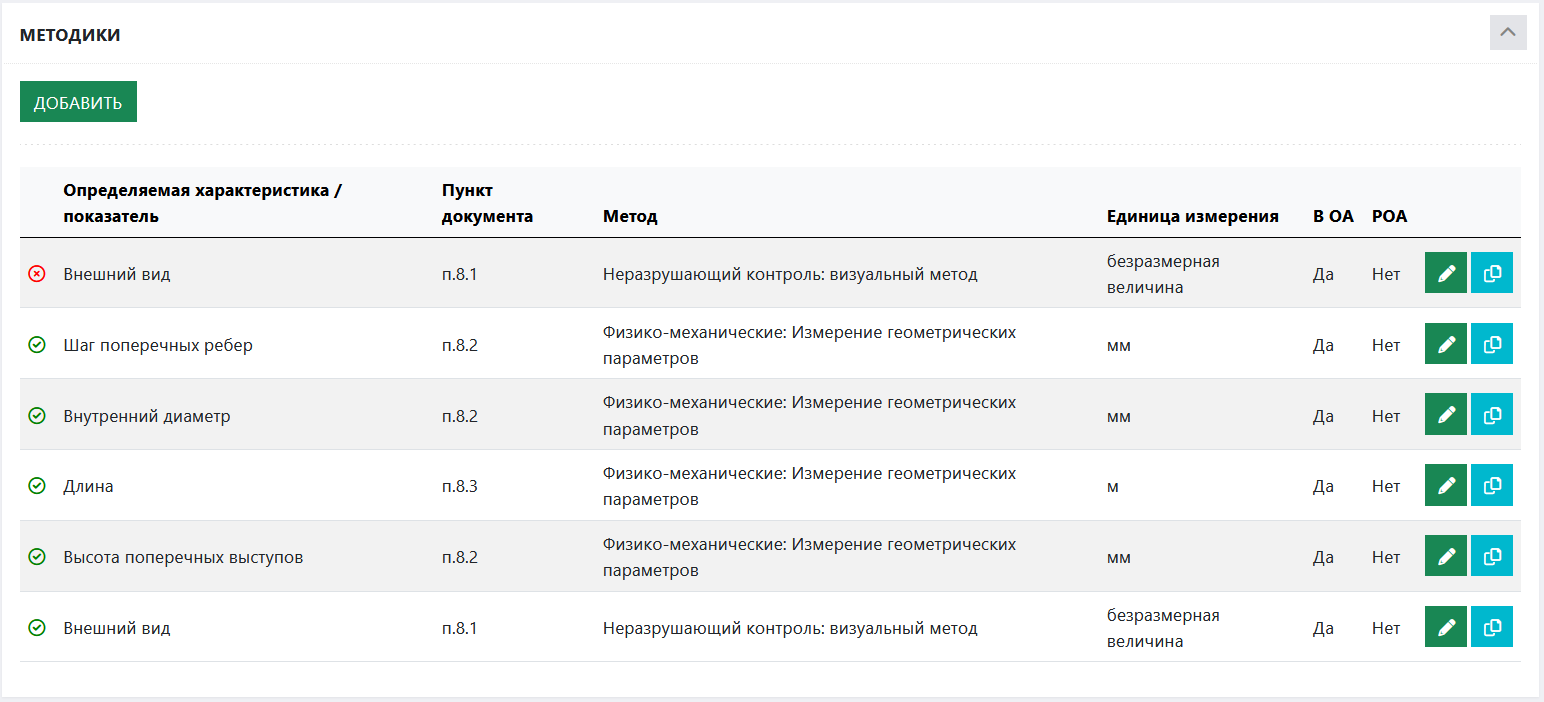 МЕТОДИКИ
ДОБАВИТЬ
Определяемая характеристика / показатель Пункт документа Метод Единица измерения В ОА РОА
Внешний вид п.8.1 Неразрушающий контроль: визуальный метод безразмерная величина Да Нет
Шаг поперечных ребер п.8.2 Физико-механические: Измерение геометрических параметров мм Да Нет
Внутренний диаметр п.8.2 Физико-механические: Измерение геометрических параметров мм Да Нет
Длина п.8.3 Физико-механические: Измерение геометрических параметров м Да Нет
Высота поперечных выступов п.8.2 Физико-механические: Измерение геометрических параметров мм Да Нет
Внешний вид п.8.1 Неразрушающий контроль: визуальный метод безразмерная величина Да Нет